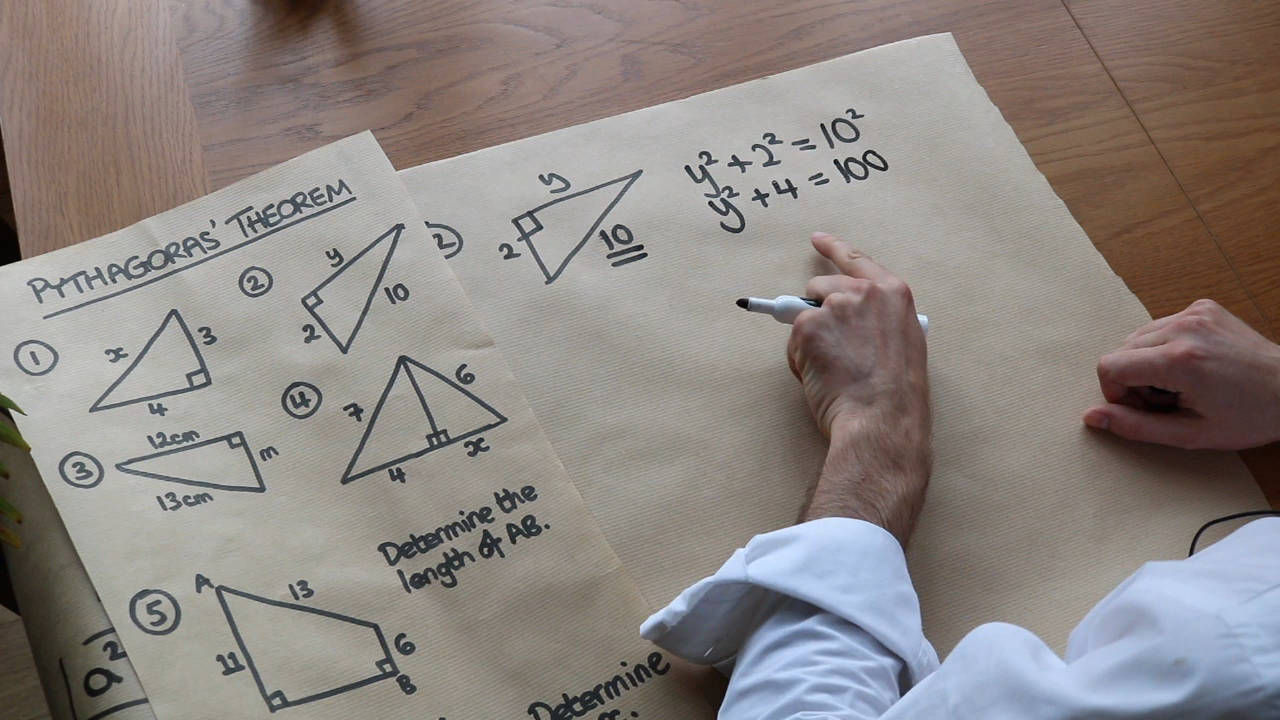 PYTHAGORAS' THEOREM
①
x
3
4
②
y
2
10
③
12cm
m
13cm
④
7
6
4
x
Determine the
length of AB.
⑤
A
13
11
6
B
Determine
a²
2)
y
2
10
y² + 2² = 10²
y² + 4 = 100